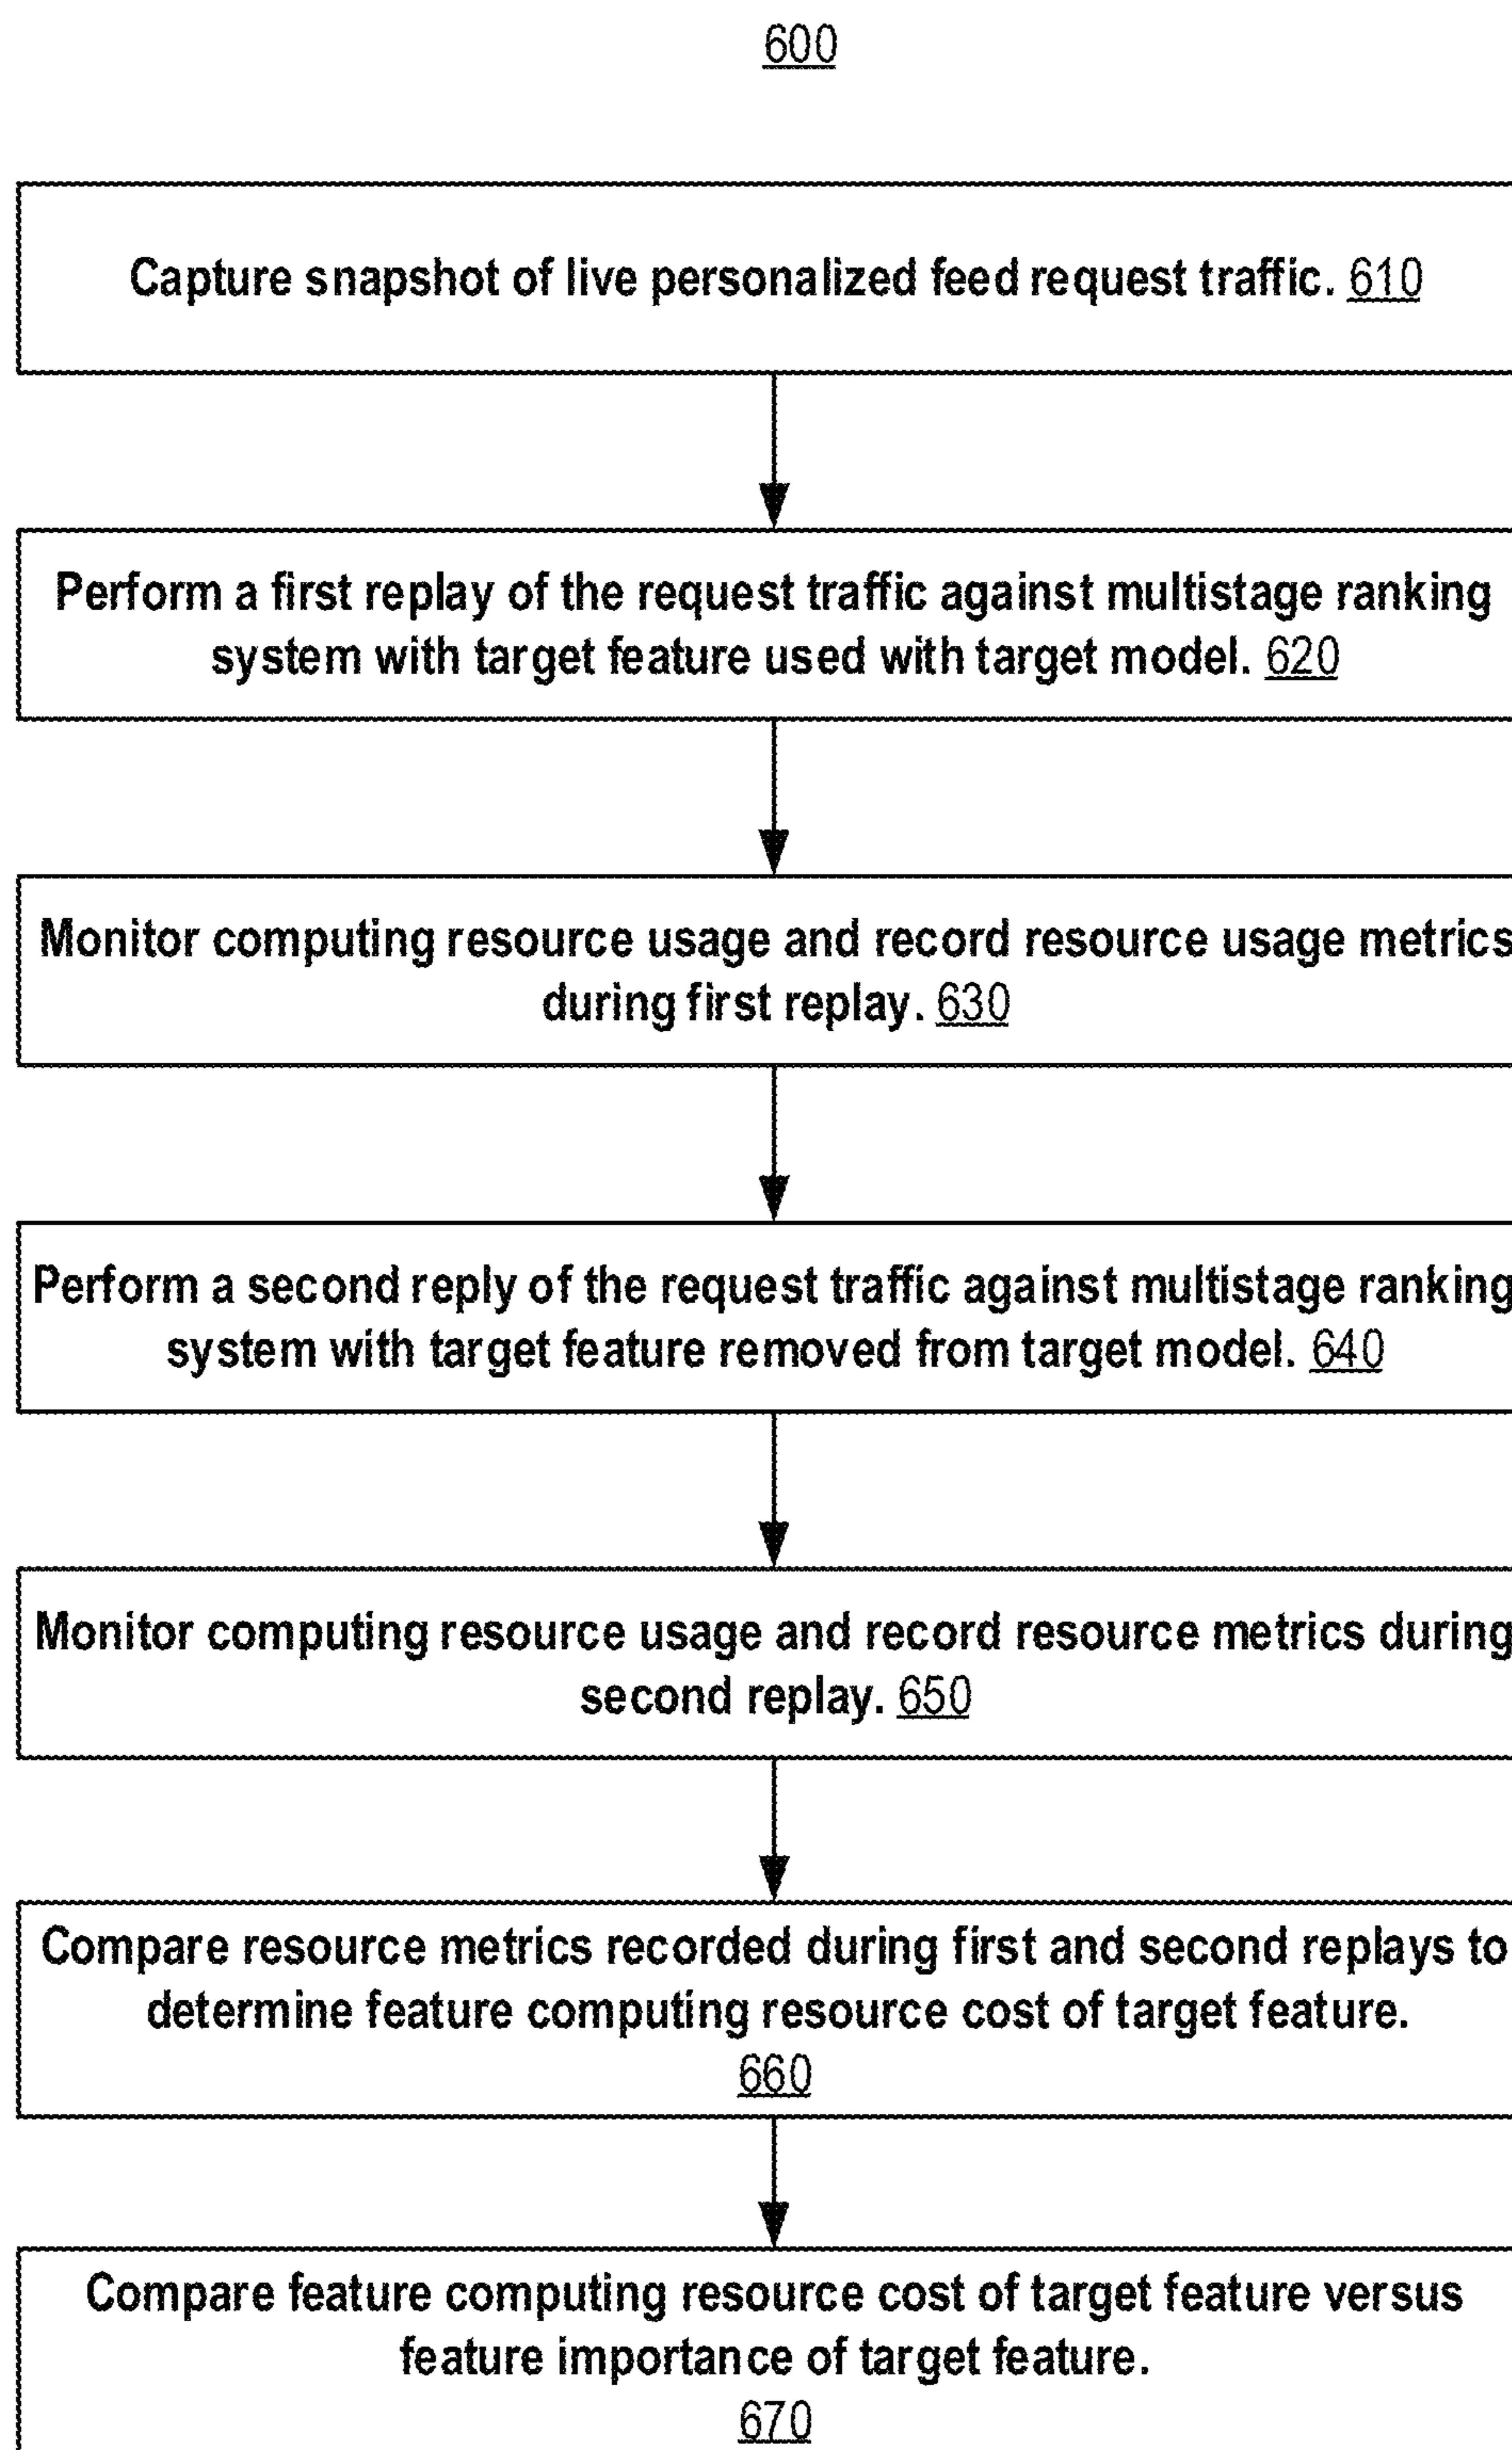 600
Capture snapshot of live personalized feed request traffic. 610
Perform a first replay of the request traffic against multistage ranking
system with target feature used with target model. 620
Monitor computing resource usage and record resource usage metrics
during first replay. 630
Perform a second reply of the request traffic against multistage ranking
system with target feature removed from target model. 640
Monitor computing resource usage and record resource metrics during
second replay. 650
Compare resource metrics recorded during first and second replays to
determine feature computing resource cost of target feature.
660
Compare feature computing resource cost of target feature versus
feature importance of target feature.
670